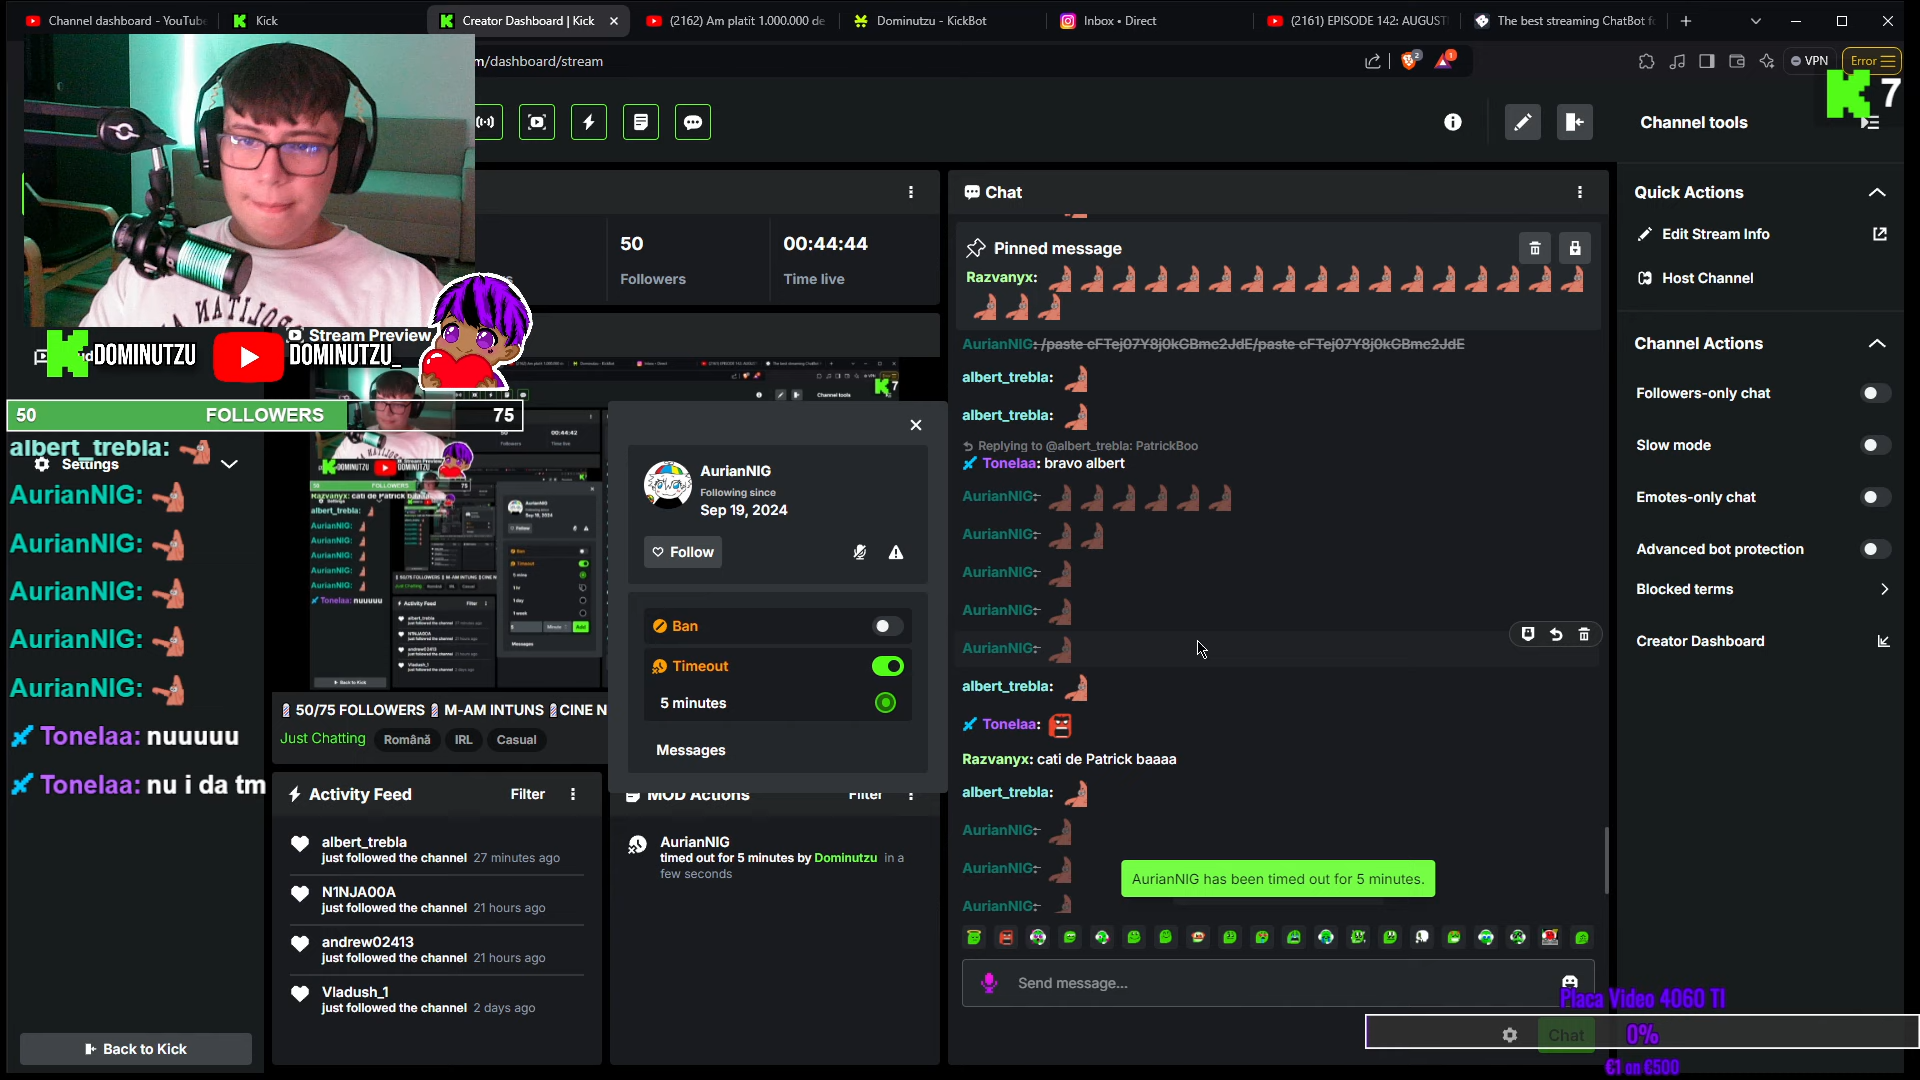 Channel dashboard - YouTube
Kick
Creator Dashboard | Kick
(2162) Am platit 1.000.000 de
Dominutzu - KickBot
Inbox • Direct
(2161) EPISODE 142: AUGUST
The best streaming ChatBot fo
m/dashboard/stream
2
1
VPN
Error
7
Channel tools
Chat
50
Followers
00:44:44
Time live
Pinned message
Razvanyx:
AurianNIG: /paste cFTej07Y8j0kGBmc2JdE/paste cFTej07Y8j0kGBmc2JdE
albert_trebla:
albert_trebla:
Replying to @albert_trebla: PatrickBoo
Tonelaa: bravo albert
AurianNIG:
AurianNIG:
AurianNIG:
AurianNIG:
AurianNIG:
albert_trebla:
Tonelaa:
Razvanyx: cati de Patrick baaaa
albert_trebla:
AurianNIG:
AurianNIG:
AurianNIG:
AurianNIG has been timed out for 5 minutes.
Send message...
Chat
Quick Actions
Edit Stream Info
Host Channel
Channel Actions
Followers-only chat
Slow mode
Emotes-only chat
Advanced bot protection
Blocked terms
Creator Dashboard
Placa Video 4060 TI
0%
€1 on €500
Stream Preview
DOMINUTZU
DOMINUTZU_
50 FOLLOWERS 75
albert_trebla:
Settings
AurianNIG:
AurianNIG:
AurianNIG:
AurianNIG:
AurianNIG:
Tonelaa: nuuuuu
Tonelaa: nu i da tm
Back to Kick
AurianNIG
Following since
Sep 19, 2024
Follow
Ban
Timeout
5 minutes
Messages
50/75 FOLLOWERS M-AM INTUNS CINE N
Just Chatting
Română
IRL
Casual
Activity Feed
Filter
albert_trebla
just followed the channel 27 minutes ago
N1NJA00A
just followed the channel 21 hours ago
andrew02413
just followed the channel 21 hours ago
Vladush_1
just followed the channel 2 days ago
MOD Actions
Filter
AurianNIG
timed out for 5 minutes by Dominutzu in a
few seconds